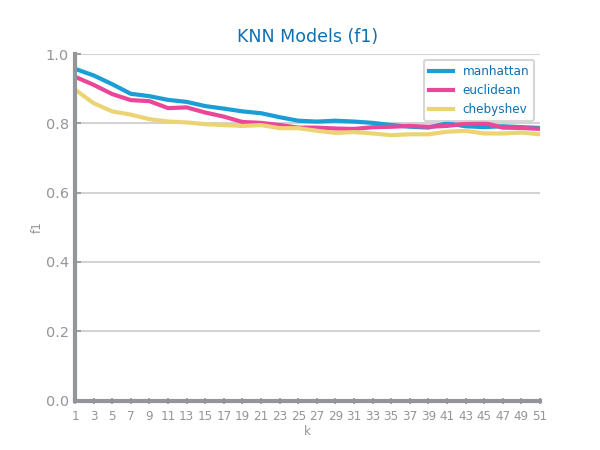 KNN Models (f1)
manhattan
euclidean
chebyshev
f1
1.0
0.8
0.6
0.4
0.2
0.0
1 3 5 7 9 11 13 15 17 19 21 23 25 27 29 31 33 35 37 39 41 43 45 47 49 51
k